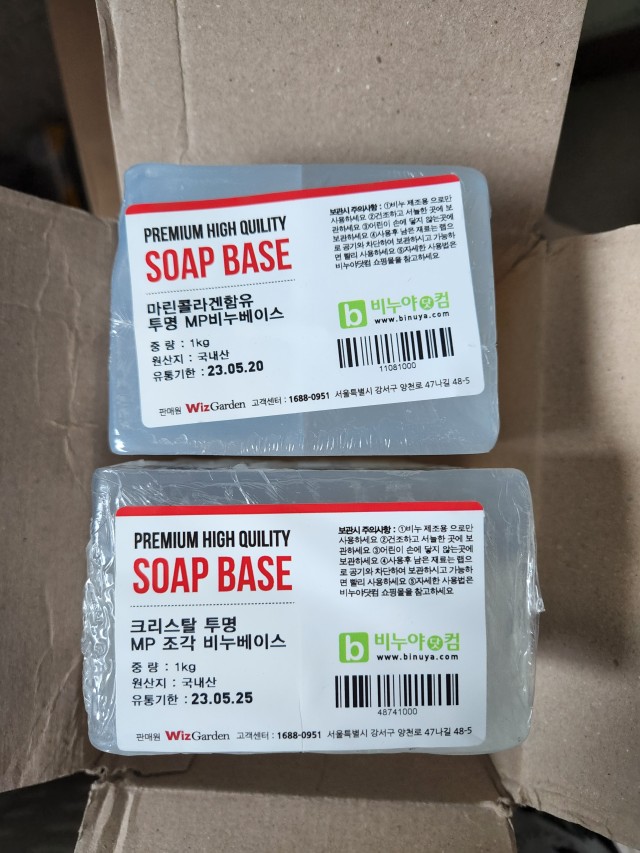 PREMIUM HIGH QUILITY
SOAP BASE
마린콜라겐함유
투명 MP비누베이스
중 량 : 1kg
원산지 : 국내산
유통기한 : 23.05.20
보관시 주의사항 : ①비누 제조용 으로만
사용하세요 ②건조하고 서늘한 곳에 보
관하세요 ③어린이 손에 닿지 않는곳에
보관하세요 ④사용후 남은 재료는 랩으
로 공기와 차단하여 보관하시고 가능하
면 빨리 사용하세요 ⑤자세한 사용법은
비누야닷컴 쇼핑몰을 참고하세요
b 비누야닷컴
www.binuya.com
11081000
판매원 WizGarden 고객센터 : 1688-0951 서울특별시 강서구 양천로 47나길 48-5
PREMIUM HIGH QUILITY
SOAP BASE
크리스탈 투명
MP 조각 비누베이스
중 량 : 1kg
원산지 : 국내산
유통기한 : 23.05.25
보관시 주의사항 : ①비누 제조용 으로만
사용하세요 ②건조하고 서늘한 곳에 보
관하세요 ③어린이 손에 닿지 않는곳에
보관하세요 ④사용후 남은 재료는 랩으
로 공기와 차단하여 보관하시고 가능하
면 빨리 사용하세요 ⑤자세한 사용법은
비누야닷컴 쇼핑몰을 참고하세요
b 비누야닷컴
www.binuya.com
48741000
판매원 WizGarden 고객센터 : 1688-0951 서울특별시 강서구 양천로 47나길 48-5